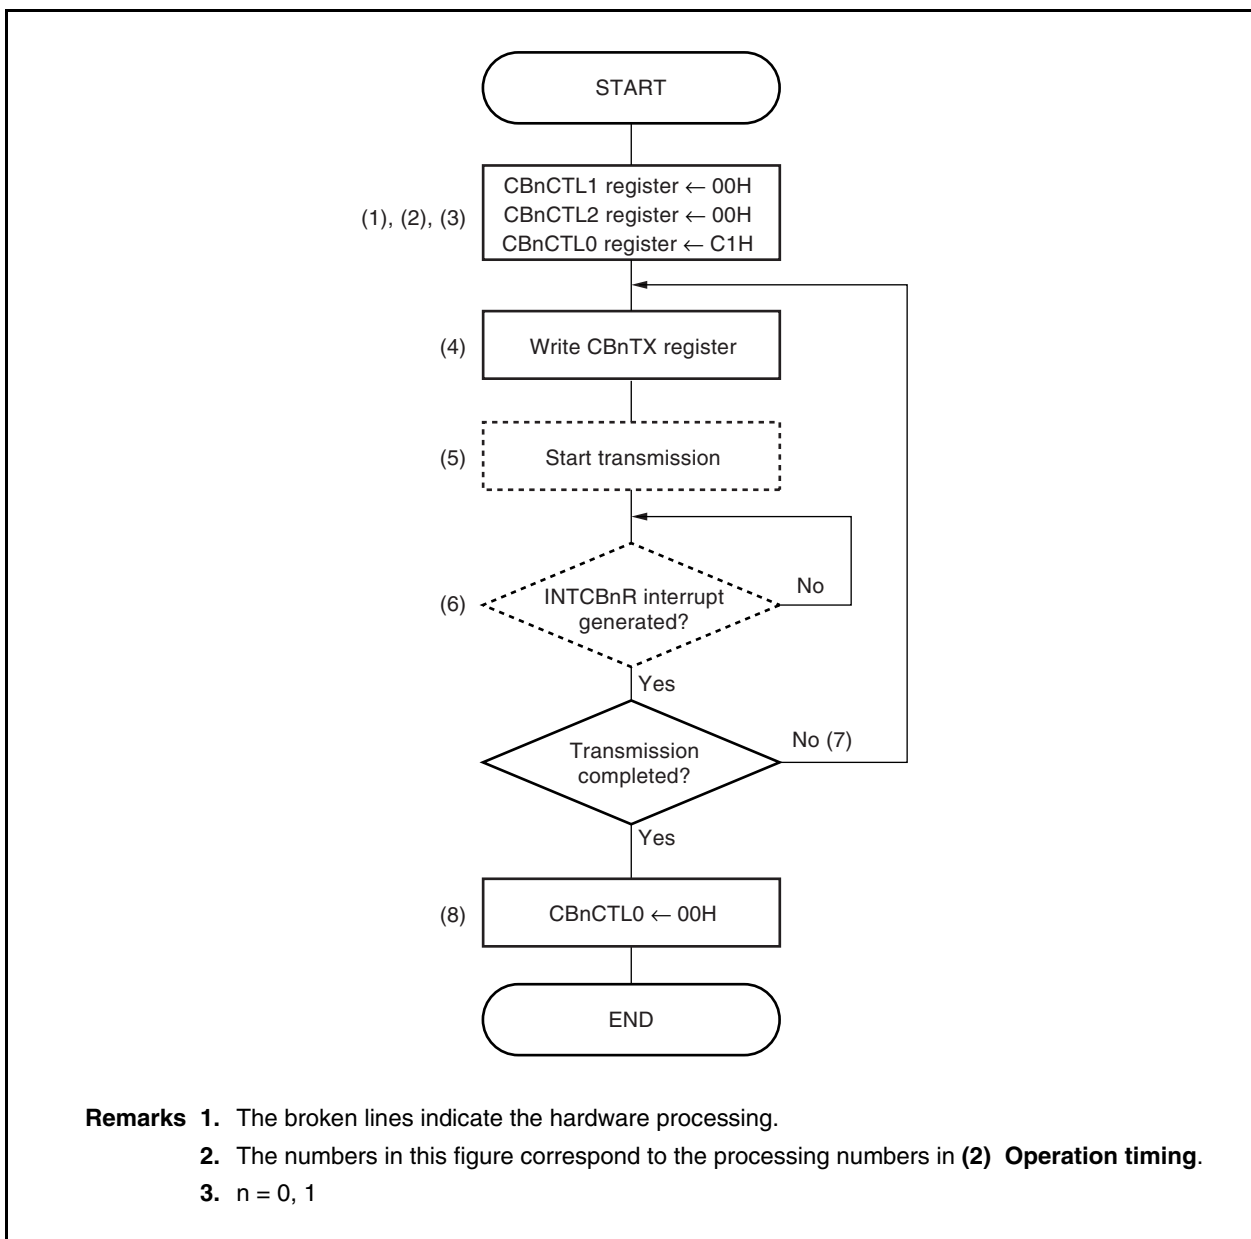 START
CBnCTL1 register ← 00H
CBnCTL2 register ← 00H
CBnCTL0 register ← C1H
(1), (2), (3)
(4)
Write CBnTX register
(5)
Start transmission
(6)
INTCBnR interrupt
generated?
No
Yes
Transmission
completed?
No (7)
Yes
(8)
CBnCTL0 ← 00H
END
Remarks 1. The broken lines indicate the hardware processing.
2. The numbers in this figure correspond to the processing numbers in (2) Operation timing.
3. n = 0, 1